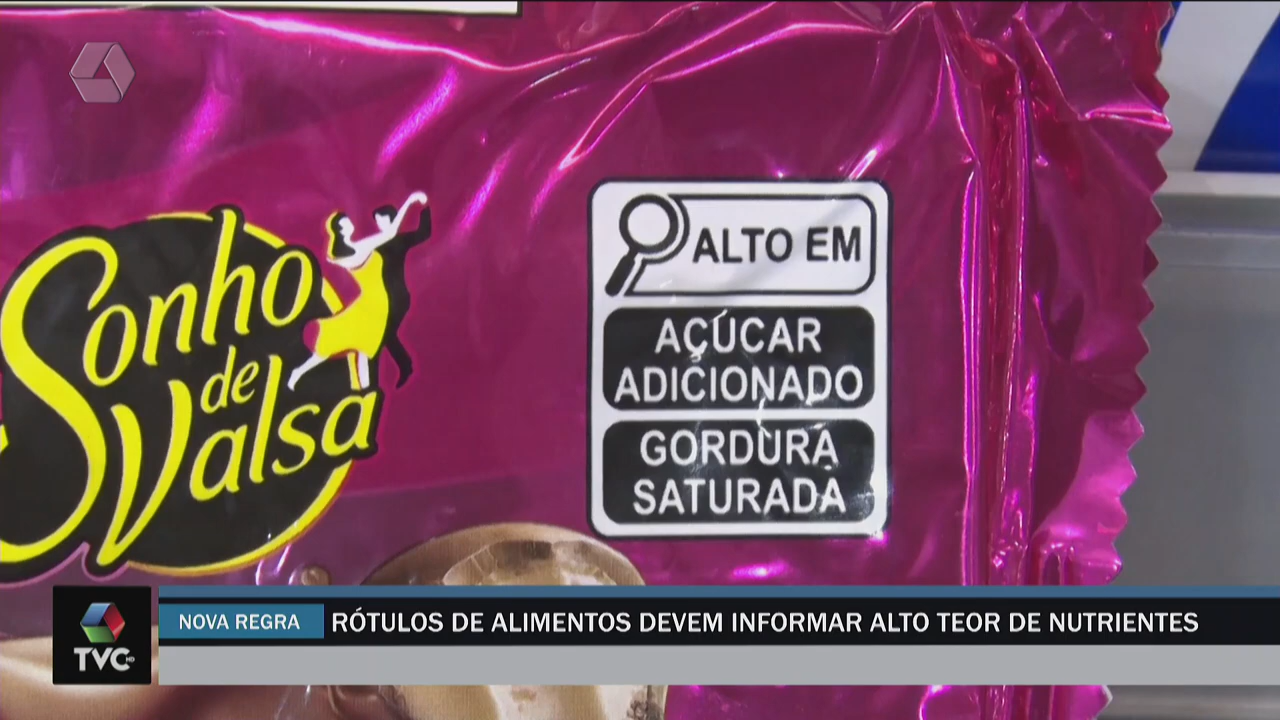 Sonho
de
Valsa
ALTO EM
AÇÚCAR
ADICIONADO
GORDURA
SATURADA
NOVA REGRA
RÓTULOS DE ALIMENTOS DEVEM INFORMAR ALTO TEOR DE NUTRIENTES
TVC HD